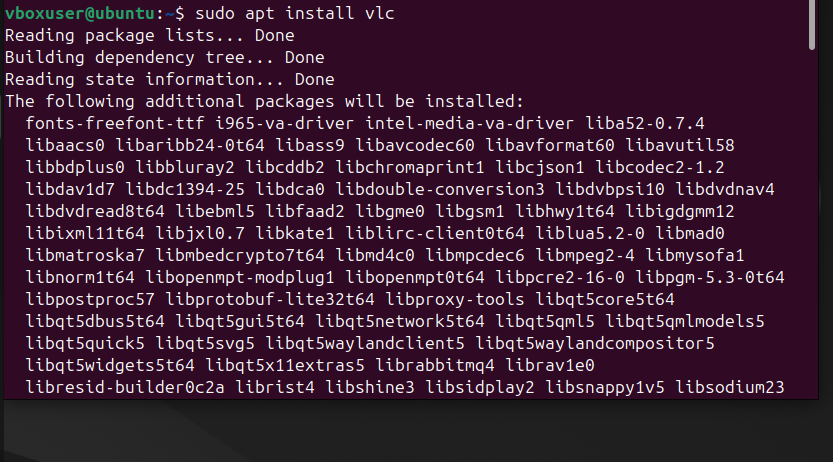 vboxuser@ubuntu:~$ sudo apt install vlc
Reading package lists... Done
Building dependency tree... Done
Reading state information... Done
The following additional packages will be installed:
  fonts-freefont-ttf i965-va-driver intel-media-va-driver liba52-0.7.4
  libaacs0 libaribb24-0t64 libass9 libavcodec60 libavformat60 libavutil58
  libbdplus0 libbluray2 libcddb2 libchromaprint1 libcjson1 libcodec2-1.2
  libdav1d7 libdc1394-25 libdca0 libdouble-conversion3 libdvbpsi10 libdvdnav4
  libdvdread8t64 libebml5 libfaad2 libgme0 libgsm1 libhwy1t64 libigdgmm12
  libixml11t64 libjxl0.7 libkate1 liblirc-client0t64 liblua5.2-0 libmad0
  libmatroska7 libmbedcrypto7t64 libmd4c0 libmpcdec6 libmpeg2-4 libmysofa1
  libnorm1t64 libopenmpt-modplug1 libopenmpt0t64 libpcre2-16-0 libpgm-5.3-0t64
  libpostproc57 libprotobuf-lite32t64 libproxy-tools libqt5core5t64
  libqt5dbus5t64 libqt5gui5t64 libqt5network5t64 libqt5qml5 libqt5qmlmodels5
  libqt5quick5 libqt5svg5 libqt5waylandclient5 libqt5waylandcompositor5
  libqt5widgets5t64 libqt5x11extras5 librabbitmq4 librav1e0
  libresid-builder0c2a librist4 libshine3 libsidplay2 libsnappy1v5 libsodium23